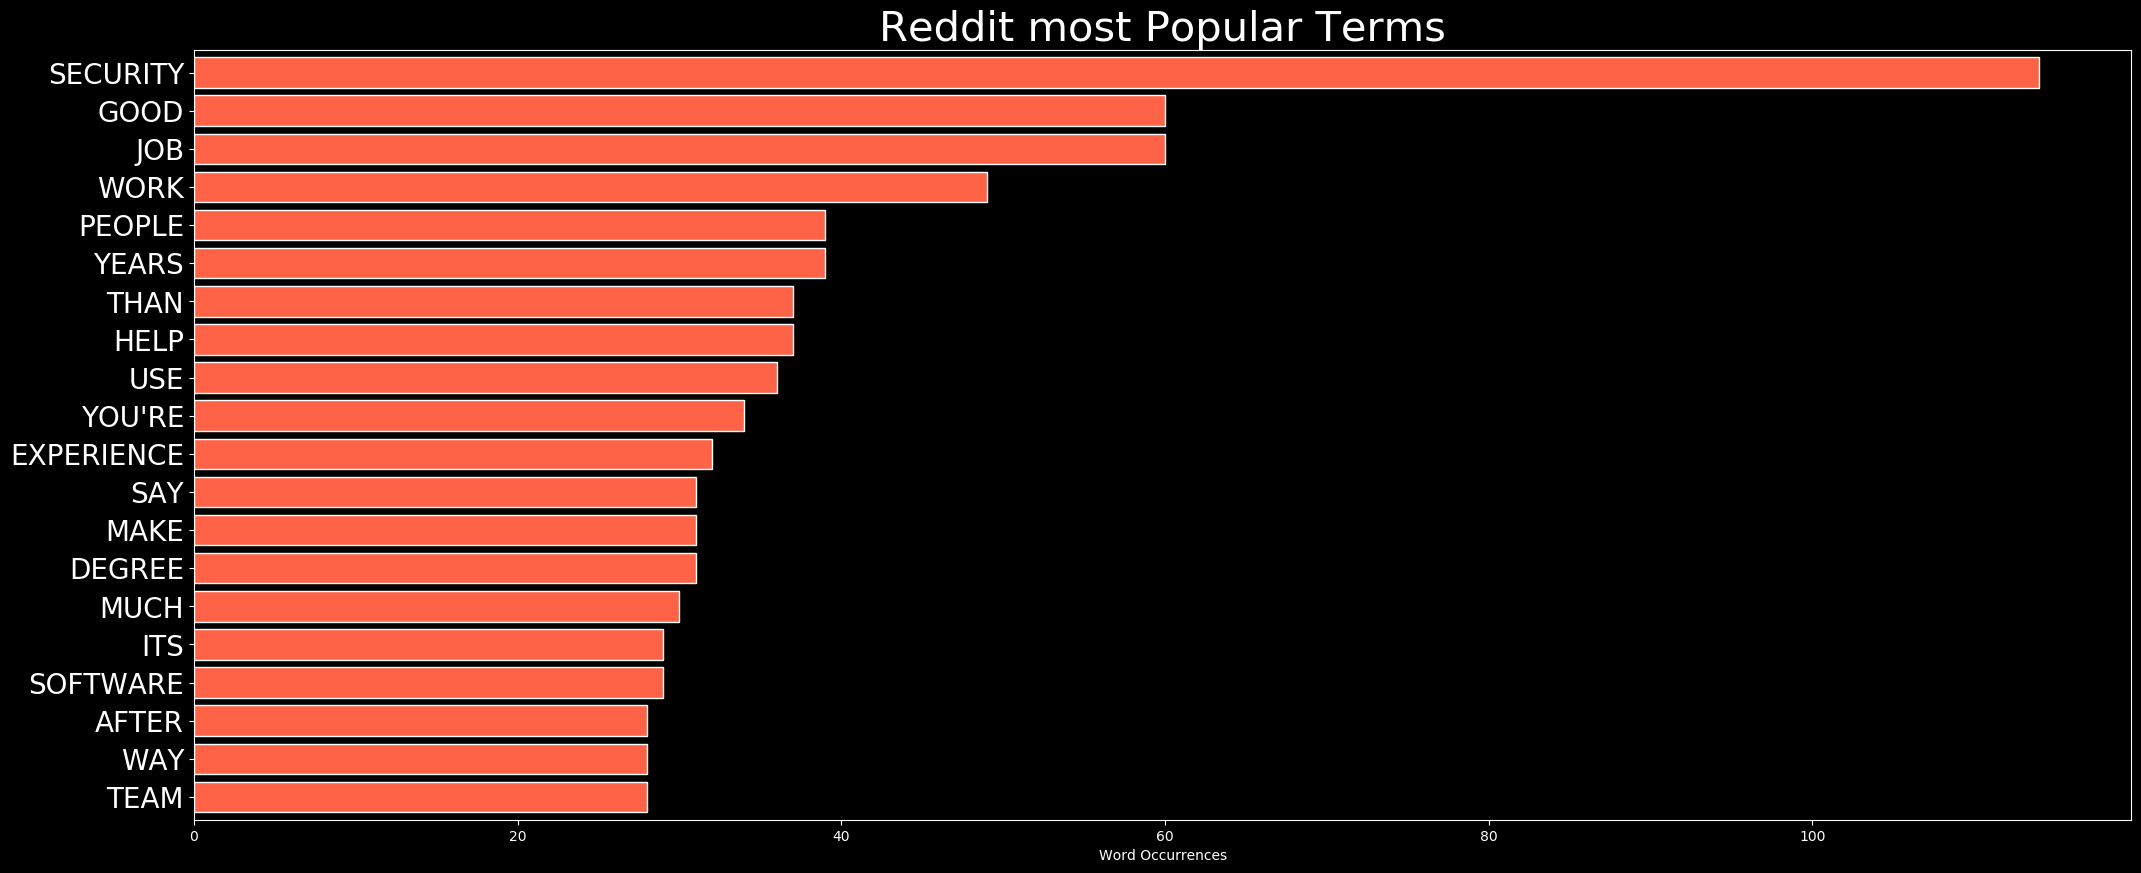 Reddit most Popular Terms
SECURITY
GOOD
JOB
WORK
PEOPLE
YEARS
THAN
HELP
USE
YOU'RE
EXPERIENCE
SAY
MAKE
DEGREE
MUCH
ITS
SOFTWARE
AFTER
WAY
TEAM
0 20 40 60 80 100
Word Occurrences